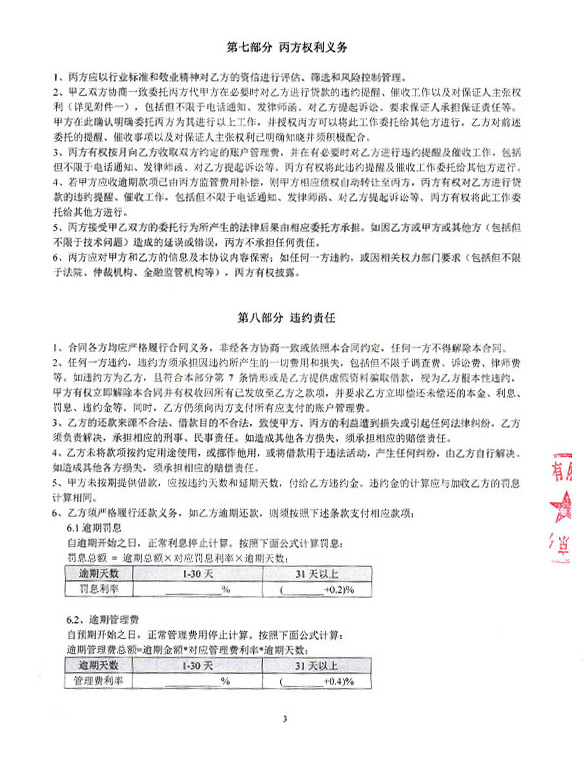 第七部分 丙方权利义务
1、丙方应以行业标准和敬业精神对乙方的资信进行评估、筛选和风险控制管理。
2、甲乙双方协商一致委托丙方代甲方在必要时对乙方进行贷款的违约提醒、催收工作以及对保证人主张权
利（详见附件一），包括但不限于电话通知、发律师函、对乙方提起诉讼、要求保证人承担保证责任等。
甲方在此确认明确委托丙方为其进行以上工作，并授权丙方可以将此工作委托给其他方进行，乙方对前述
委托的提醒、催收事项以及对保证人主张权利已明确知晓并须积极配合。
3、丙方有权按月向乙方收取双方约定的账户管理费，并在有必要时对乙方进行违约提醒及催收工作，包括
但不限于电话通知、发律师函、对乙方提起诉讼等。丙方有权将此违约提醒及催收工作委托给其他方进行。
4、若甲方应收逾期款项已由丙方监管费用补偿，则甲方相应债权自动转让至丙方，丙方有权对乙方进行贷
款的违约提醒、催收工作，包括但不限于电话通知、发律师函、对乙方提起诉讼等。丙方有权将此工作委
托给其他方进行。
5、丙方接受甲乙双方的委托行为所产生的法律后果由相应委托方承担。如因乙方或甲方或其他方（包括但
不限于技术问题）造成的延误或错误，丙方不承担任何责任。
6、丙方应对甲方和乙方的信息及本协议内容保密；如任何一方违约，或因相关权力部门要求（包括但不限
于法院、仲裁机构、金融监管机构等），丙方有权披露。
第八部分 违约责任
1、合同各方均应严格履行合同义务，非经各方协商一致或依照本合同约定，任何一方不得解除本合同。
2、任何一方违约，违约方须承担因违约所产生的一切费用和损失，包括但不限于调查费、诉讼费、律师费
等。如违约方为乙方，且符合本部分第 7 条情形或是乙方提供虚假资料骗取借款，视为乙方根本性违约，
甲方有权立即解除本合同并有权收回所有已发放至乙方之款项，并要求乙方立即偿还未偿还的本金、利息、
罚息、违约金等，同时，乙方仍须向丙方支付所有应支付的账户管理费。
3、乙方的还款来源不合法、借款目的不合法，致使甲方、丙方的利益遭到损失或引起任何法律纠纷，乙方
须负责解决，承担相应的刑事、民事责任。如造成其他各方损失，须承担相应的赔偿责任。
4、乙方未将款项按约定用途使用，或挪作他用，或将借款用于违法活动，产生任何纠纷，由乙方自行解决。
如造成其他各方损失，须承担相应的赔偿责任。
5、甲方未按期提供借款，应按违约天数和延期天数，付给乙方违约金。违约金的计算应与加收乙方的罚息
计算相同。
6、乙方须严格履行还款义务，如乙方逾期还款，则须按照下述条款支付相应款项：
6.1 逾期罚息
自逾期开始之日，正常利息停止计算。按照下面公式计算罚息：
罚息总额 = 逾期总额×对应罚息利率×逾期天数；
逾期天数 1-30 天 31 天以上
罚息利率 ________% (______+0.2)%
6.2、逾期管理费
自预期开始之日，正常管理费用停止计算。按照下面公式计算：
逾期管理费总额=逾期金额*对应管理费利率*逾期天数；
逾期天数 1-30 天 31 天以上
管理费利率 ________% (______+0.4)%
3